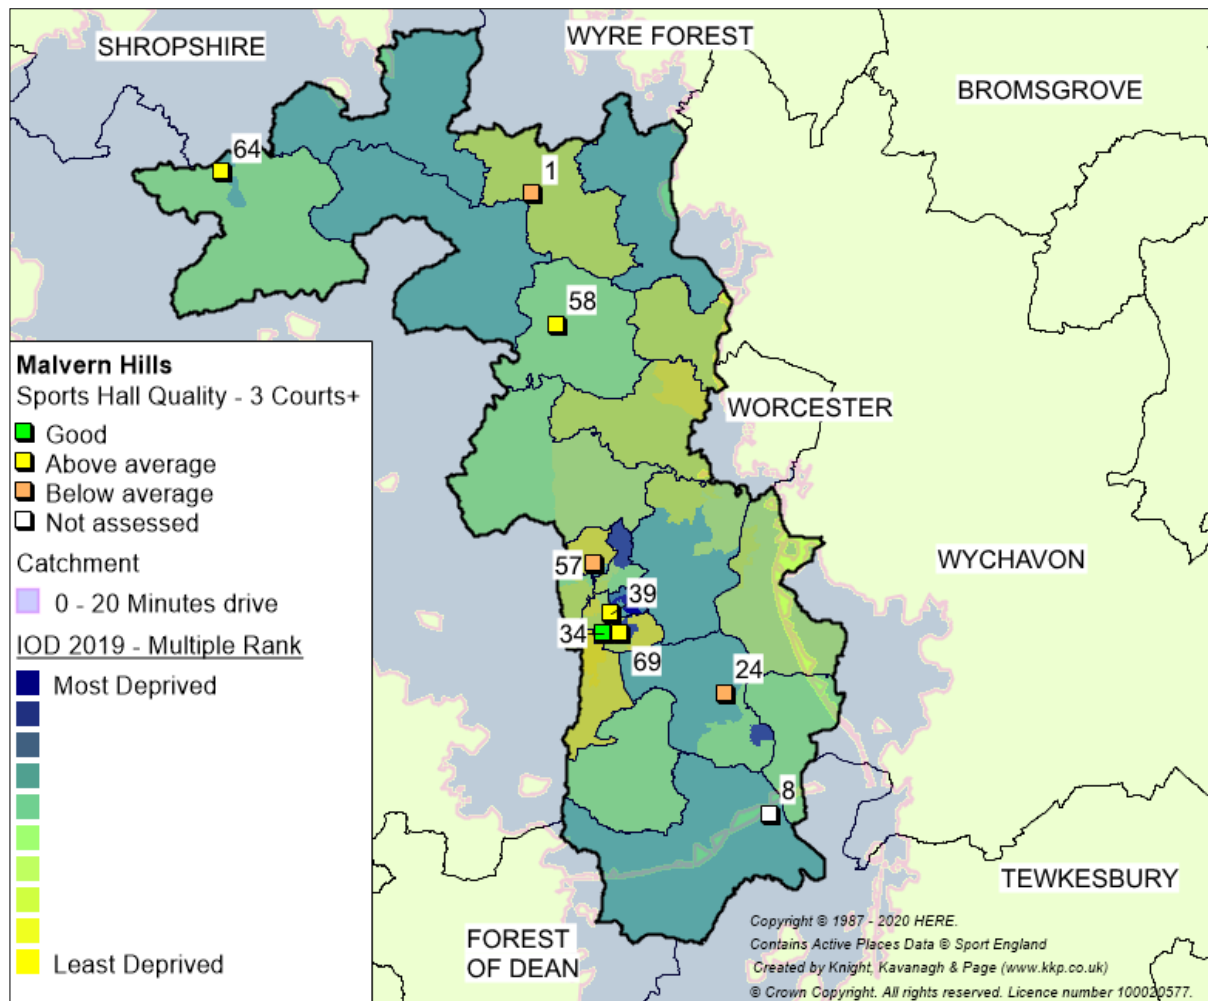 SHROPSHIRE
WYRE FOREST
BROMSGROVE
64
1
58
Malvern Hills
Sports Hall Quality - 3 Courts+
Good
Above average
Below average
Not assessed
Catchment
0 - 20 Minutes drive
IOD 2019 - Multiple Rank
Most Deprived
Least Deprived
WORCESTER
WYCHAVON
57
39
34
69
24
8
TEWKESBURY
FOREST
OF DEAN
Copyright © 1987 - 2020 HERE.
Contains Active Places Data © Sport England
Created by Knight, Kavanagh & Page (www.kkp.co.uk)
© Crown Copyright. All rights reserved. Licence number 100020577.